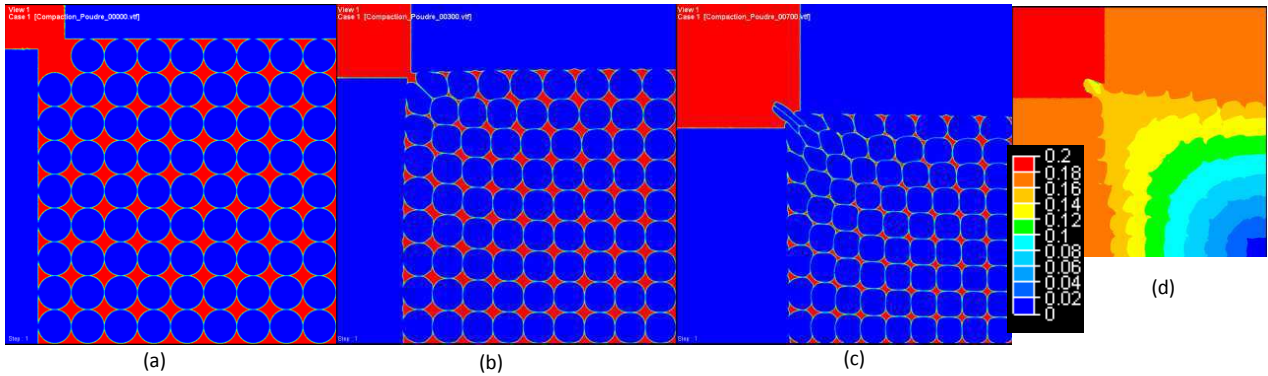 View 1
Case 1 [Compaction_Poudre_00000.vtf]
Step : 1
(a)
View 1
Case 1 [Compaction_Poudre_00300.vtf]
Step : 1
(b)
View 1
Case 1 [Compaction_Poudre_00700.vtf]
Step : 1
(c)
0.2
0.18
0.16
0.14
0.12
0.1
0.08
0.06
0.04
0.02
0
(d)